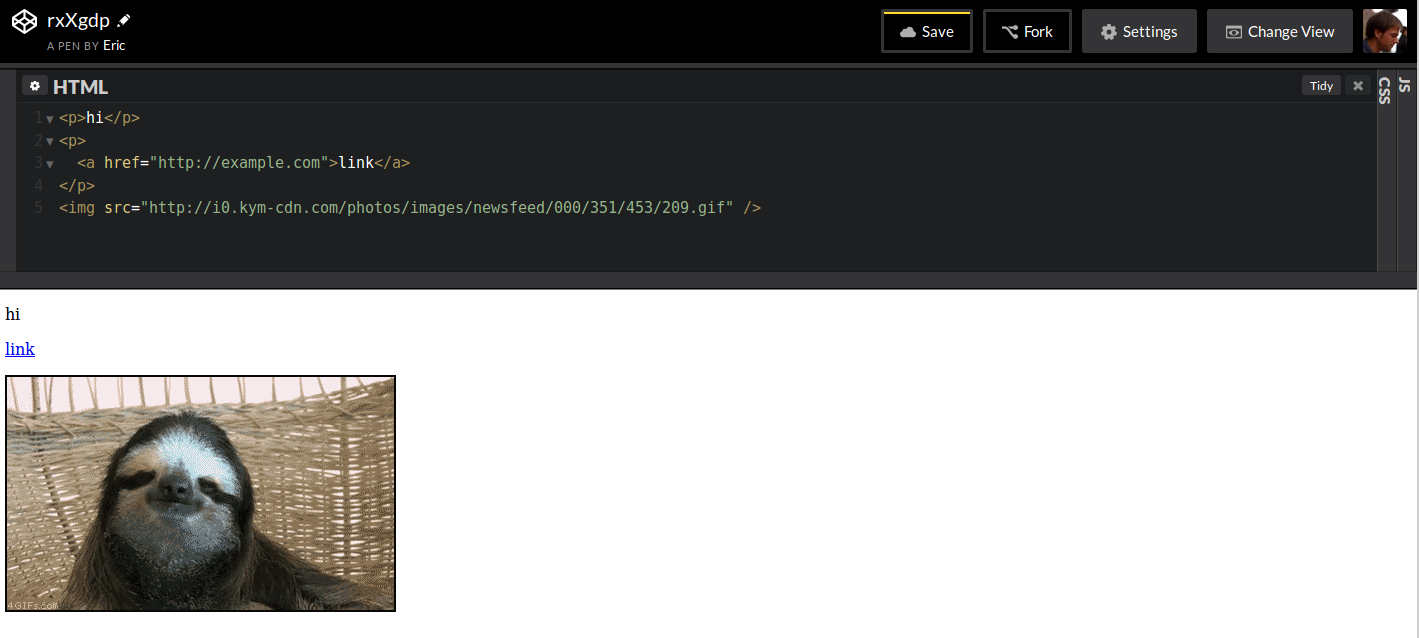 rxXgdp
A PEN BY Eric
Save
Fork
Settings
Change View
HTML
Tidy
CSS
JS
1 <p>hi</p>
2 <p>
3   <a href="http://example.com">link</a>
4 </p>
5 <img src="http://i0.kym-cdn.com/photos/images/newsfeed/000/351/453/209.gif" />
hi
link
4GIFs.com